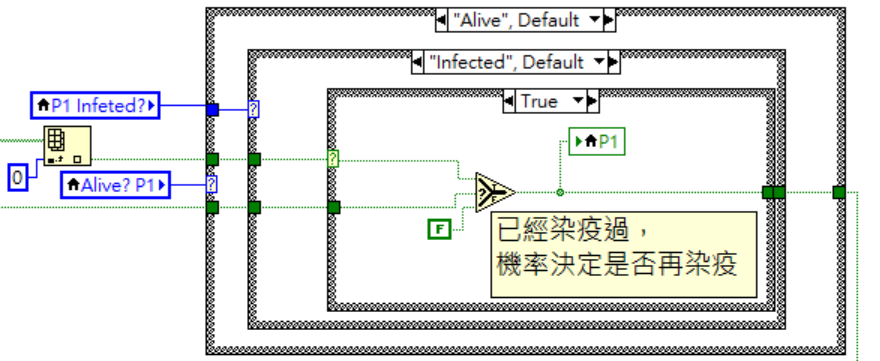 "Alive", Default
"Infected", Default
True
P1 Infeted?
P1
0
Alive? P1
?
?
?
?
T
F
F
已經染疫過，
機率決定是否再染疫